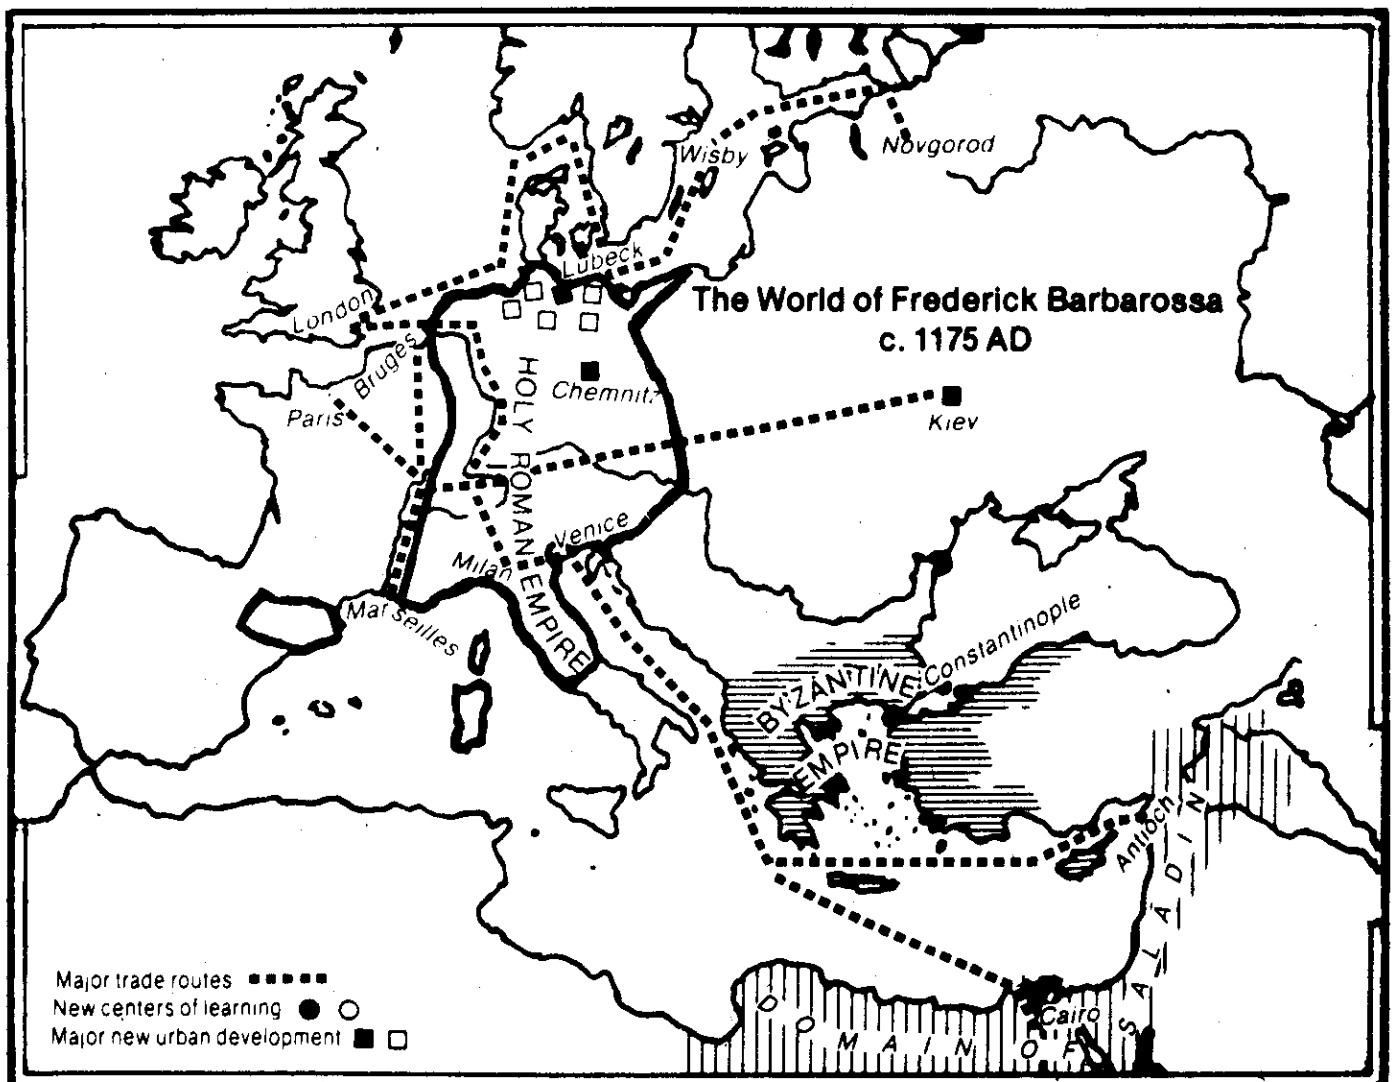 Novgorod
Wisby
Lübeck
The World of Frederick Barbarossa
c. 1175 AD
London
Bruges
Paris
Chemnitz
Kiev
HOLY ROMAN EMPIRE
Venice
Milan
Marseilles
Constantinople
BYZANTINE
EMPIRE
Antioch
Cairo
DOMAIN OF SALADIN
Major trade routes
New centers of learning
Major new urban development